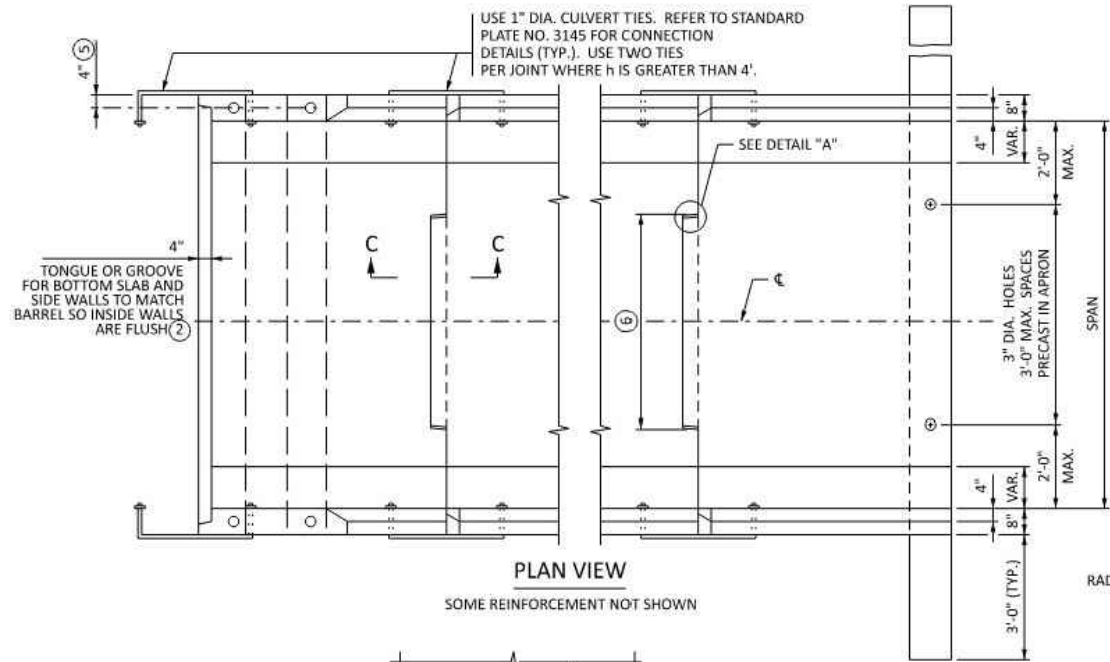 USE 1" DIA. CULVERT TIES. REFER TO STANDARD
PLATE NO. 3145 FOR CONNECTION
DETAILS (TYP.). USE TWO TIES
PER JOINT WHERE h IS GREATER THAN 4'.
4" 5
SEE DETAIL "A"
8"
4"
VAR.
2'-0"
MAX.
4"
TONGUE OR GROOVE
FOR BOTTOM SLAB AND
SIDE WALLS TO MATCH
BARREL SO INSIDE WALLS
ARE FLUSH 2
C C
6
℄
3" DIA. HOLES
3'-0" MAX. SPACES
PRECAST IN APRON
SPAN
2'-0"
MAX.
4"
VAR.
8"
3'-0" (TYP.)
RAD
PLAN VIEW
SOME REINFORCEMENT NOT SHOWN